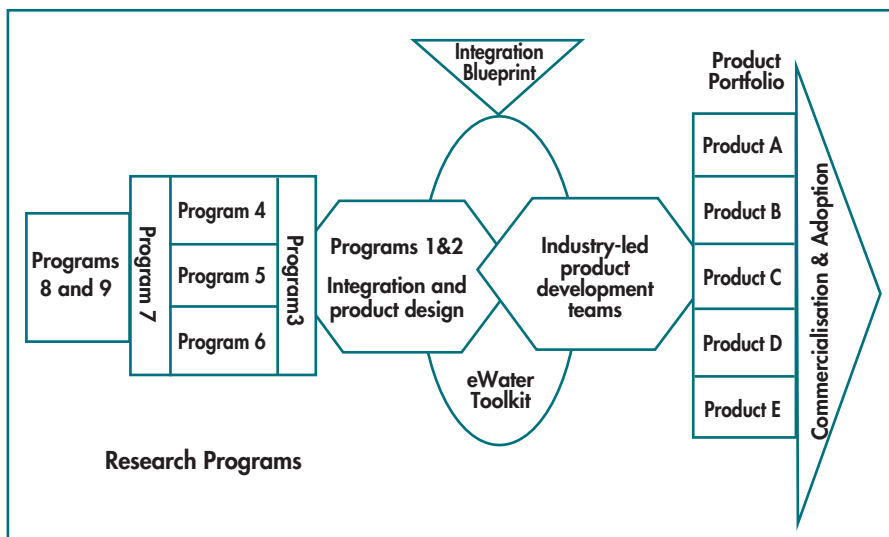 Integration
Blueprint
Product
Portfolio
Programs
8 and 9
Program 7
Program 4
Program 5
Program 6
Program3
Programs 1&2
Integration and
product design
Industry-led
product
development
teams
eWater
Toolkit
Product A
Product B
Product C
Product D
Product E
Commercialisation & Adoption
Research Programs